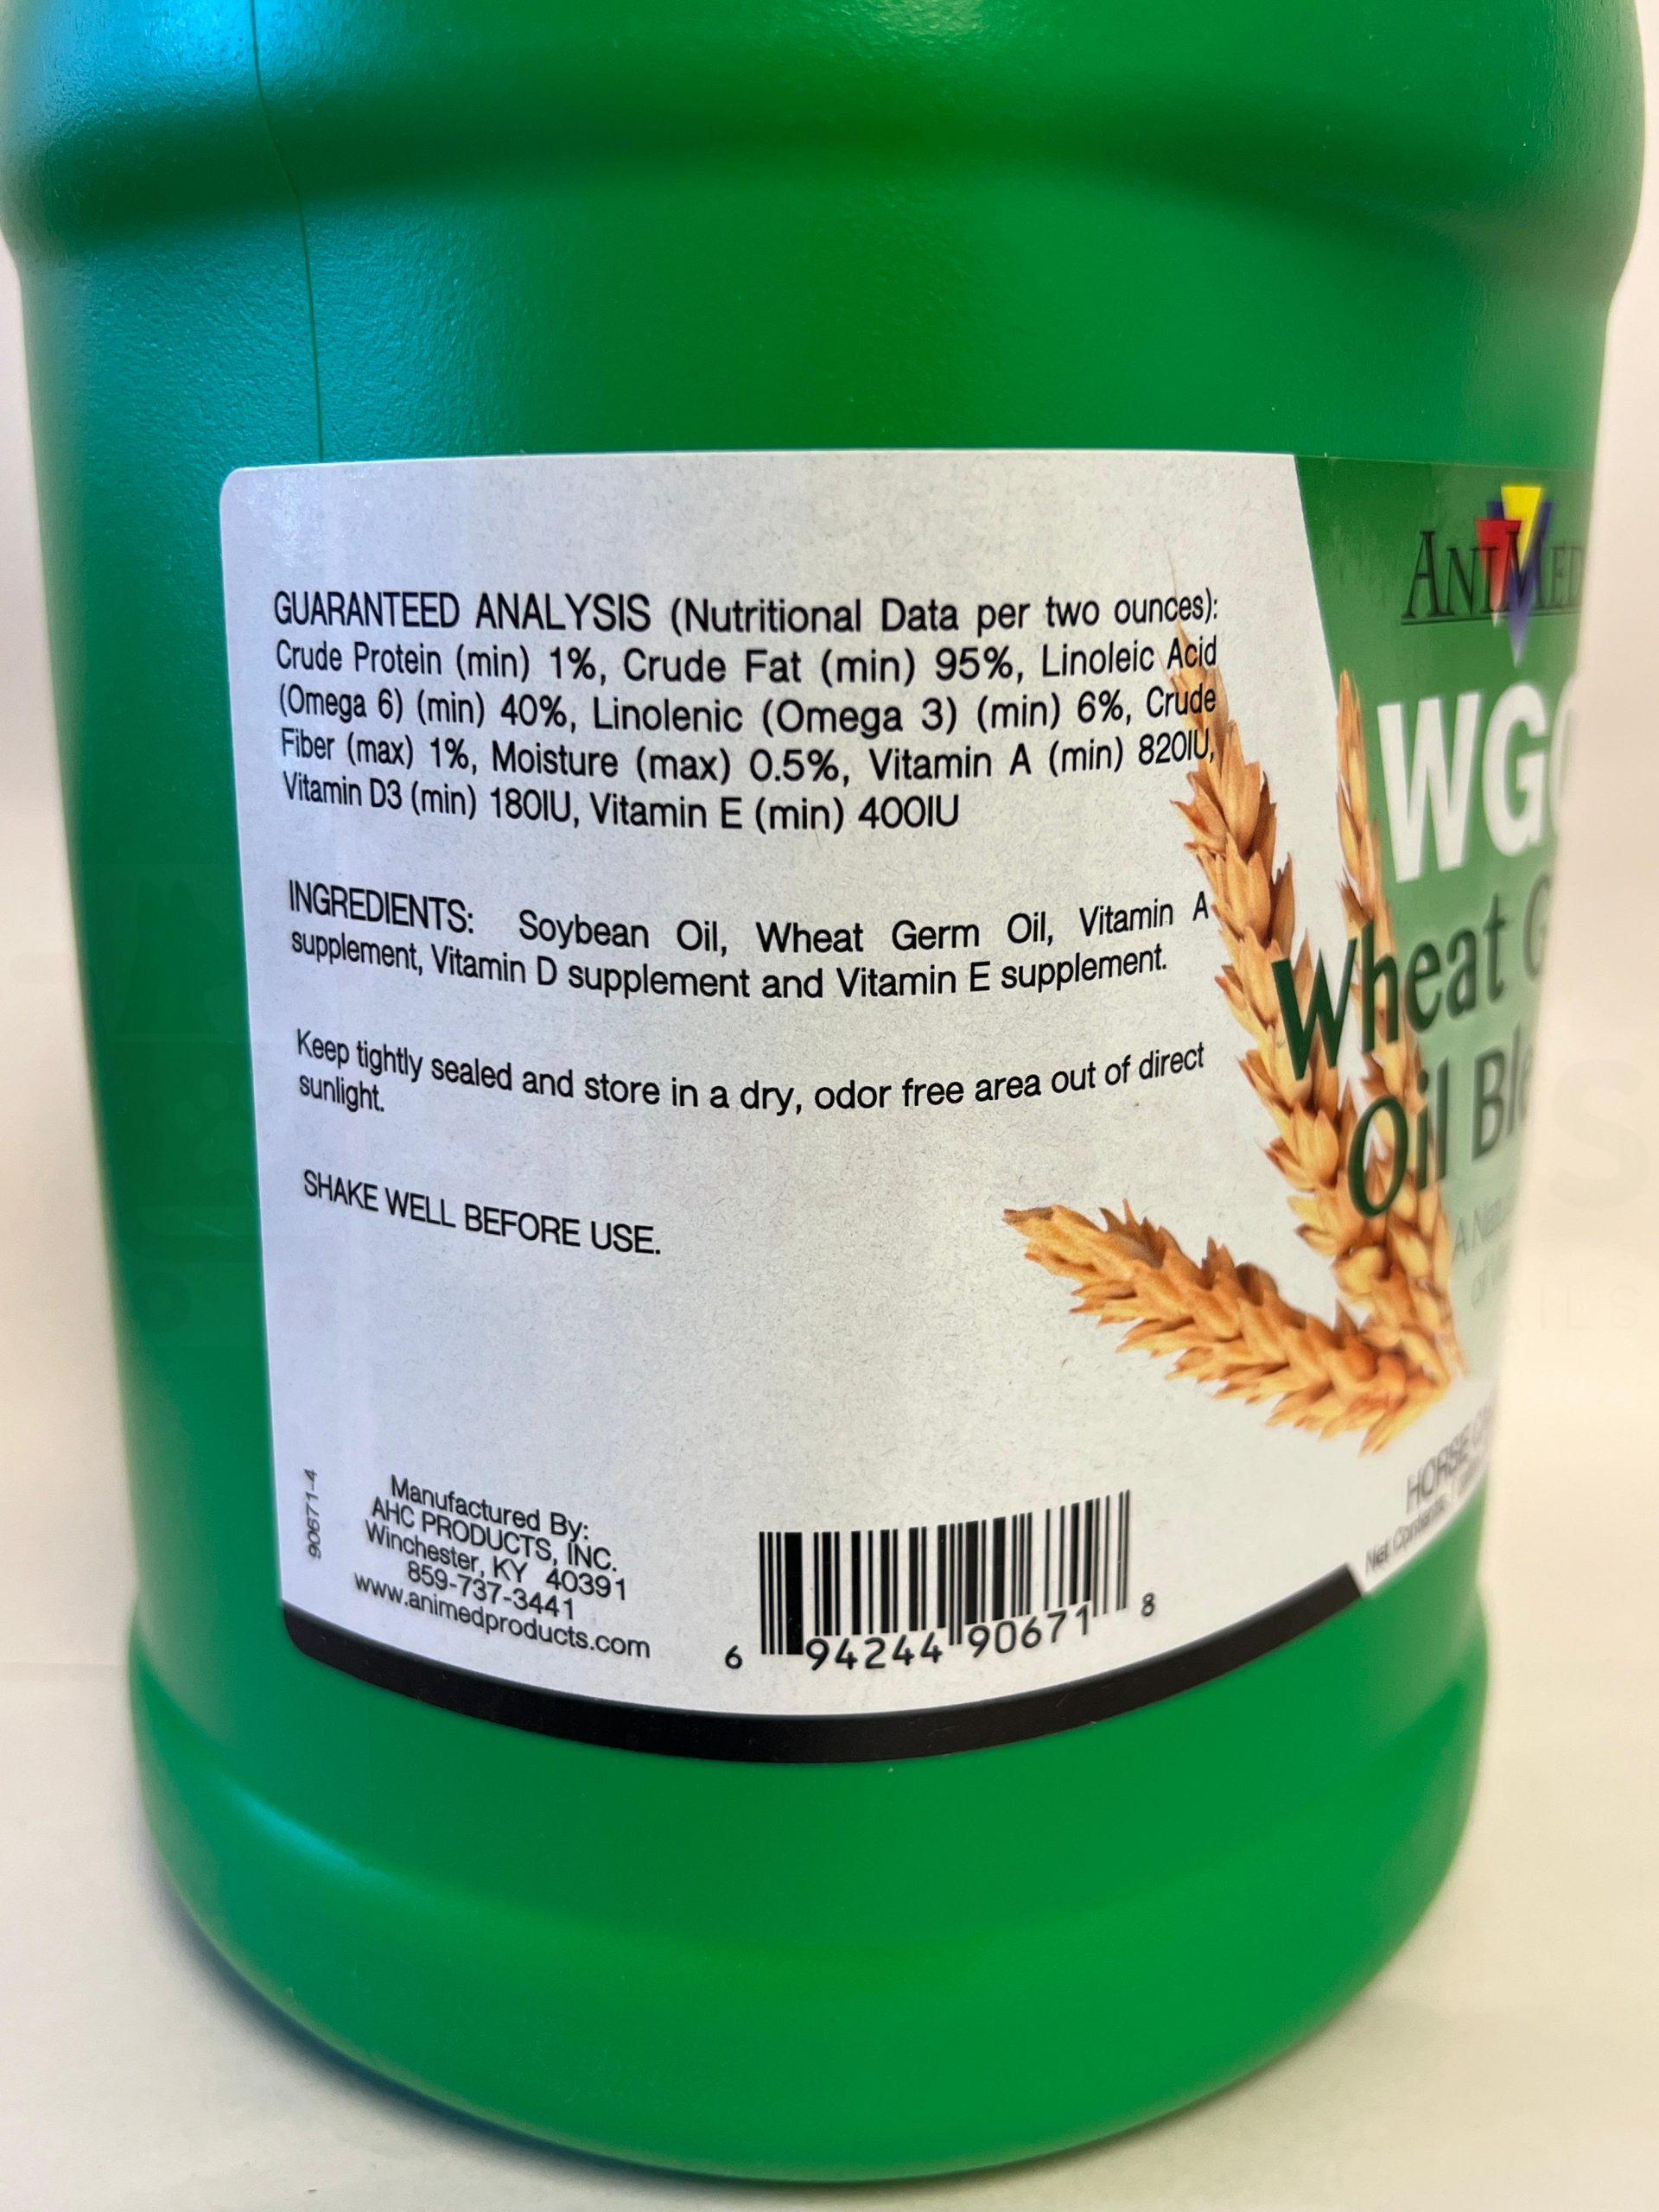 GUARANTEED ANALYSIS (Nutritional Data per two ounces):
Crude Protein (min) 1%, Crude Fat (min) 95%, Linoleic Acid
(Omega 6) (min) 40%, Linolenic (Omega 3) (min) 6%, Crude
Fiber (max) 1%, Moisture (max) 0.5%, Vitamin A (min) 820IU,
Vitamin D3 (min) 180IU, Vitamin E (min) 400IU
INGREDIENTS: Soybean Oil, Wheat Germ Oil, Vitamin A
supplement, Vitamin D supplement and Vitamin E supplement.
Keep tightly sealed and store in a dry, odor free area out of direct
sunlight.
SHAKE WELL BEFORE USE.
90671-4
Manufactured By:
AHC PRODUCTS, INC.
Winchester, KY 40391
859-737-3441
www.animedproducts.com
6 94244 90671 8
ANIMED
WG
Wheat
Oil
HORSE
Net Contents: